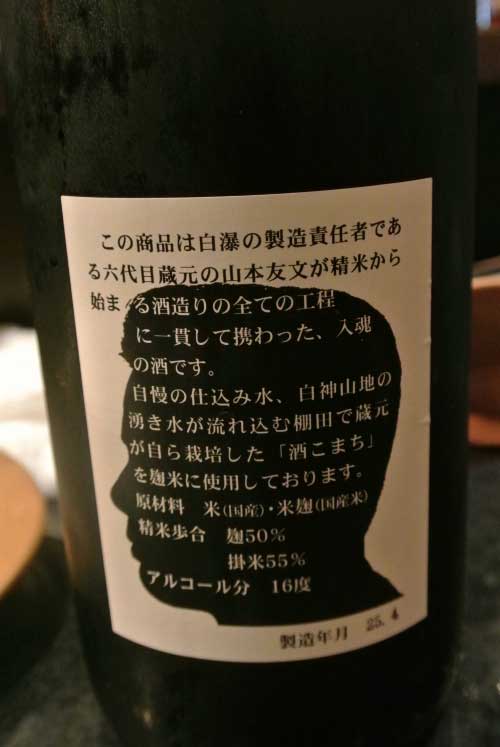 この商品は白瀑の製造責任者であ
る六代目蔵元の山本友文が精米から
始まる酒造りの全ての工程
に一貫して携わった、入魂
の酒です。
自慢の仕込み水、白神山地の
湧き水が流れ込む棚田で蔵元
が自ら栽培した「酒こまち」
を麹米に使用しております。
原材料 米(国産)・米麹(国産米)
精米歩合 麹50%
掛米55%
アルコール分 16度
製造年月 25.4